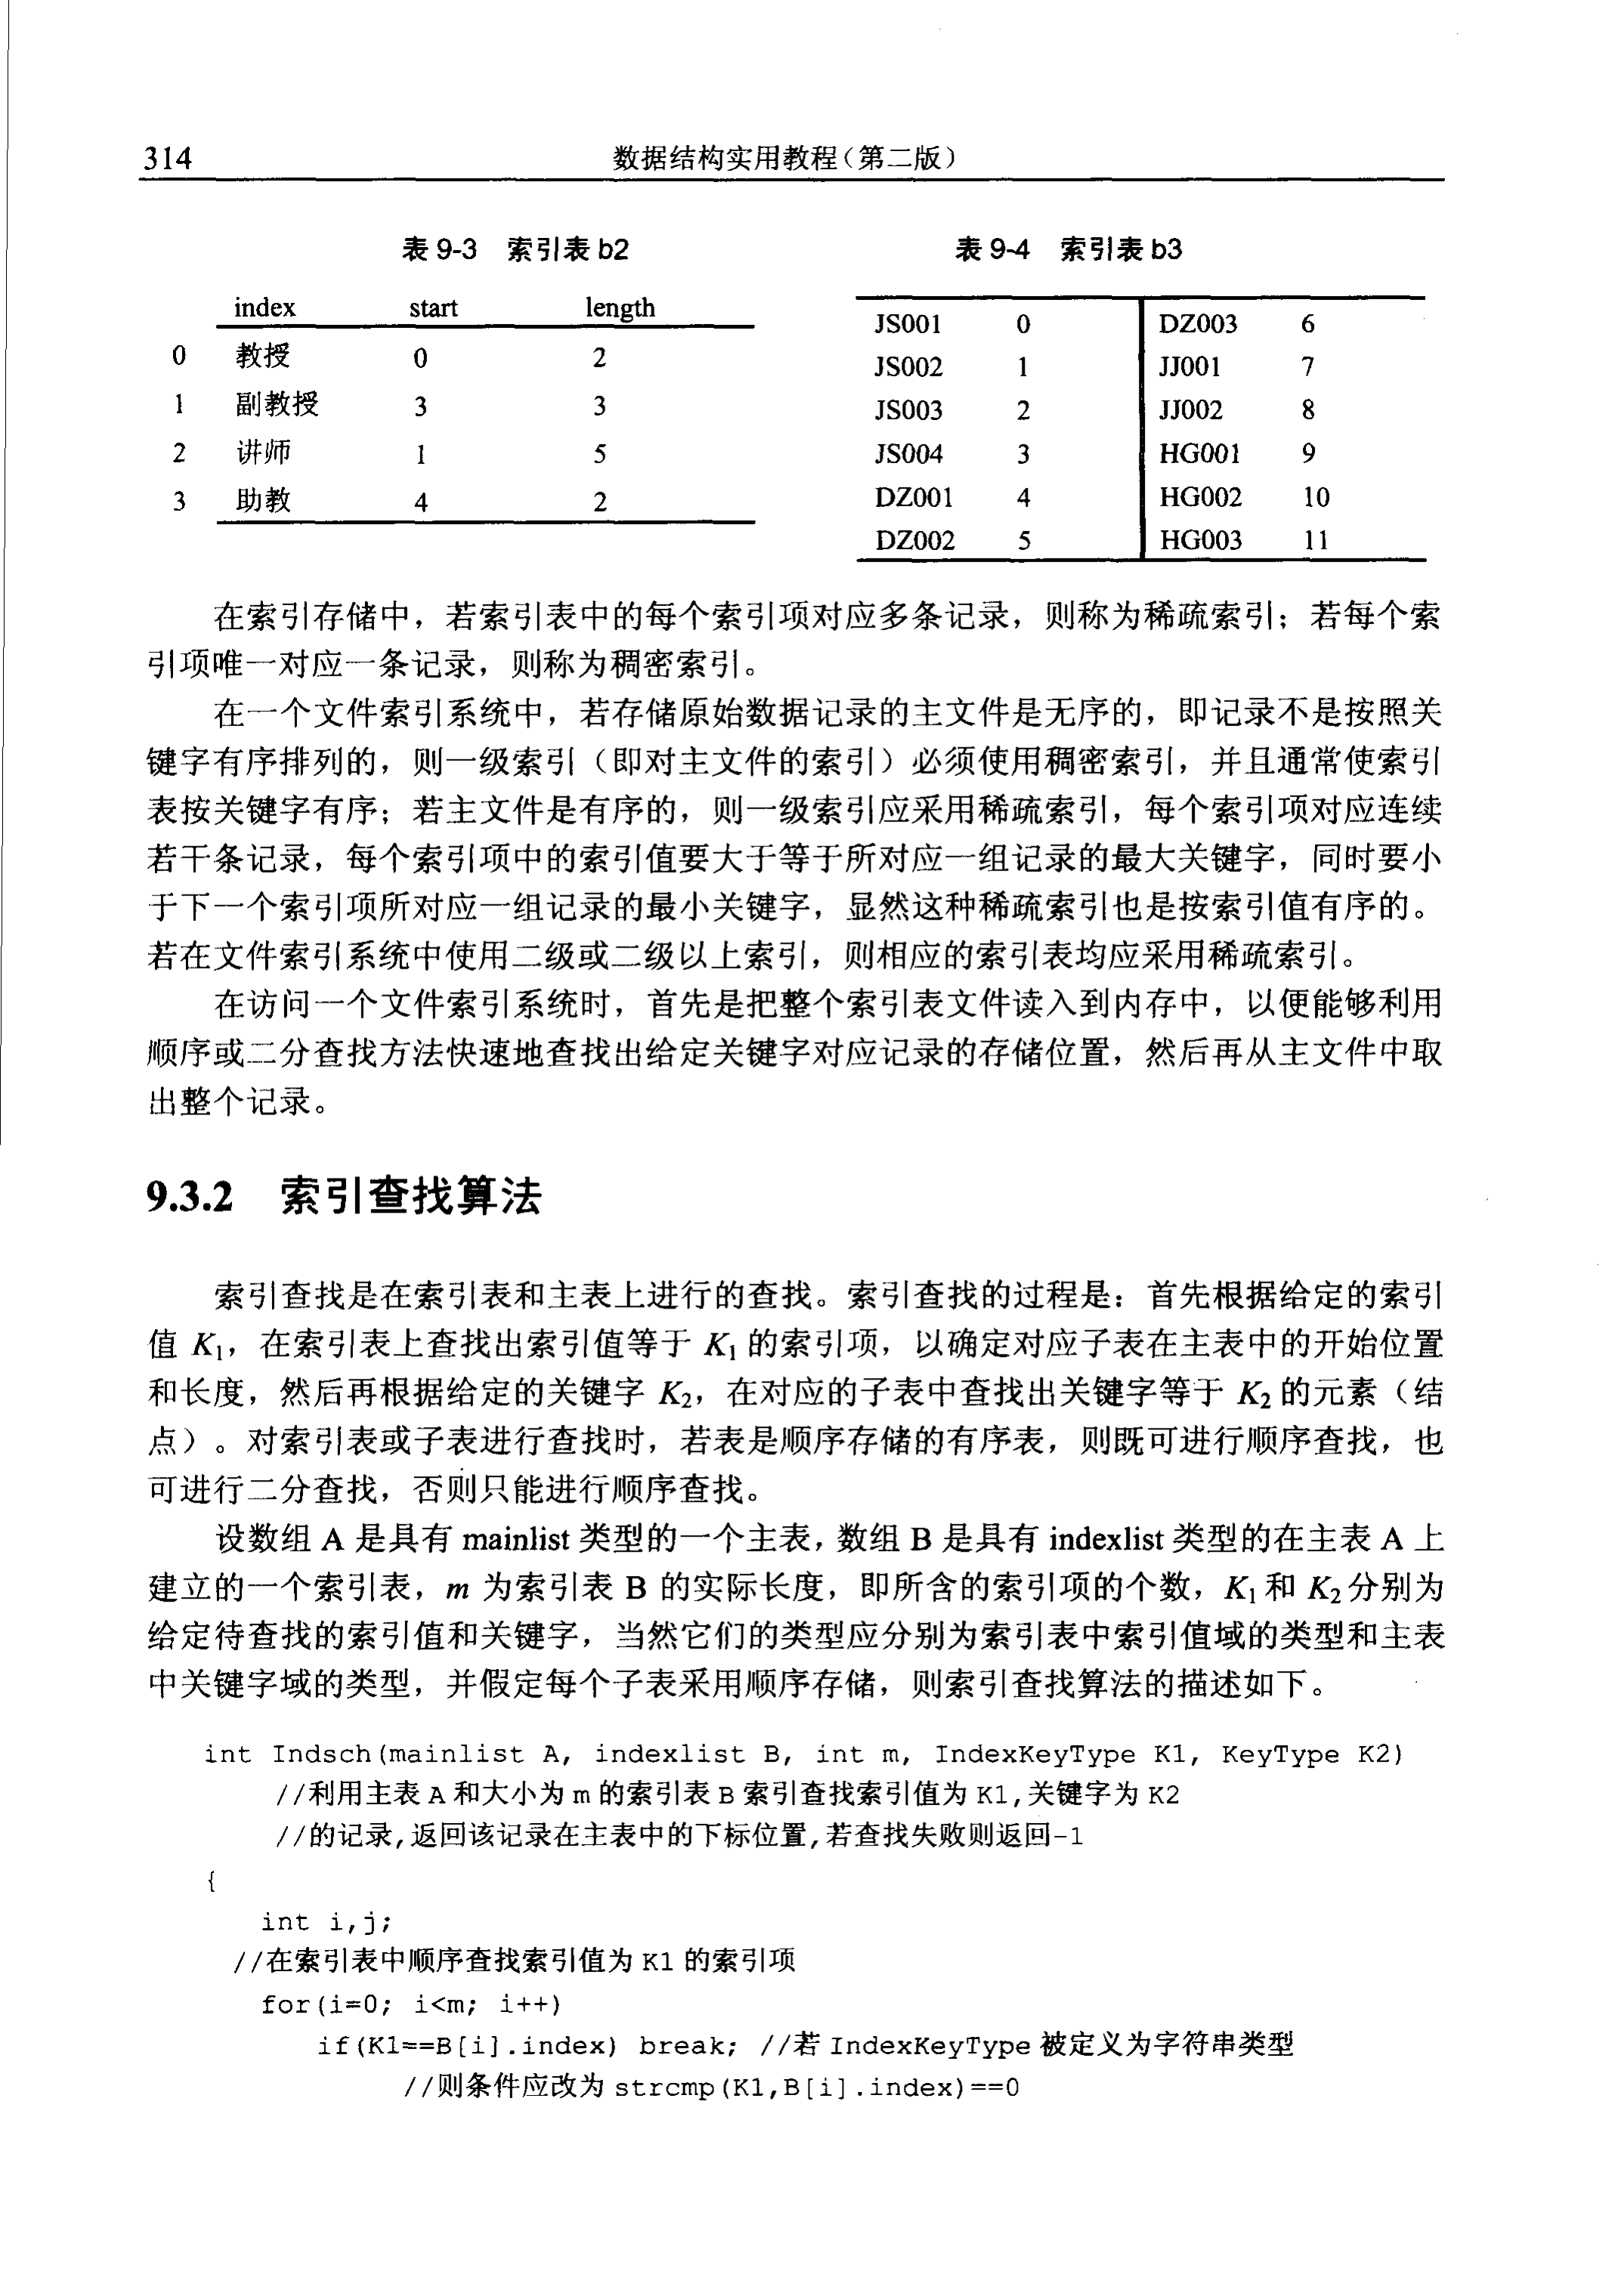 314 数据结构实用教程(第二版)
表 9-3 索引表 b2
index start length
0 教授 0 2
1 副教授 3 3
2 讲师 1 5
3 助教 4 2
表 9-4 索引表 b3
JS001 0 DZ003 6
JS002 1 JJ001 7
JS003 2 JJ002 8
JS004 3 HG001 9
DZ001 4 HG002 10
DZ002 5 HG003 11
在索引存储中，若索引表中的每个索引项对应多条记录，则称为稀疏索引；若每个索
引项唯一对应一条记录，则称为稠密索引。
在一个文件索引系统中，若存储原始数据记录的主文件是无序的，即记录不是按照关
键字有序排列的，则一级索引（即对主文件的索引）必须使用稠密索引，并且通常使索引
表按关键字有序；若主文件是有序的，则一级索引应采用稀疏索引，每个索引项对应连续
若干条记录，每个索引项中的索引值要大于等于所对应一组记录的最大关键字，同时要小
于下一个索引项所对应一组记录的最小关键字，显然这种稀疏索引也是按索引值有序的。
若在文件索引系统中使用二级或二级以上索引，则相应的索引表均应采用稀疏索引。
在访问一个文件索引系统时，首先是把整个索引表文件读入到内存中，以便能够利用
顺序或二分查找方法快速地查找出给定关键字对应记录的存储位置，然后再从主文件中取
出整个记录。
9.3.2 索引查找算法
索引查找是在索引表和主表上进行的查找。索引查找的过程是：首先根据给定的索引
值 K₁，在索引表上查找出索引值等于 K₁ 的索引项，以确定对应子表在主表中的开始位置
和长度，然后再根据给定的关键字 K₂，在对应的子表中查找出关键字等于 K₂ 的元素（结
点）。对索引表或子表进行查找时，若表是顺序存储的有序表，则既可进行顺序查找，也
可进行二分查找，否则只能进行顺序查找。
设数组 A 是具有 mainlist 类型的一个主表，数组 B 是具有 indexlist 类型的在主表 A 上
建立的一个索引表，m 为索引表 B 的实际长度，即所含的索引项的个数，K₁ 和 K₂ 分别为
给定待查找的索引值和关键字，当然它们的类型应分别为索引表中索引值域的类型和主表
中关键字域的类型，并假定每个子表采用顺序存储，则索引查找算法的描述如下。
int Indsch(mainlist A, indexlist B, int m, IndexKeyType K1, KeyType K2)
//利用主表 A 和大小为 m 的索引表 B 索引查找索引值为 K1,关键字为 K2
//的记录,返回该记录在主表中的下标位置,若查找失败则返回-1
{
int i,j;
//在索引表中顺序查找索引值为 K1 的索引项
for(i=0; i<m; i++)
if(K1==B[i].index) break; //若 IndexKeyType 被定义为字符串类型
//则条件应改为 strcmp(K1,B[i].index)==0